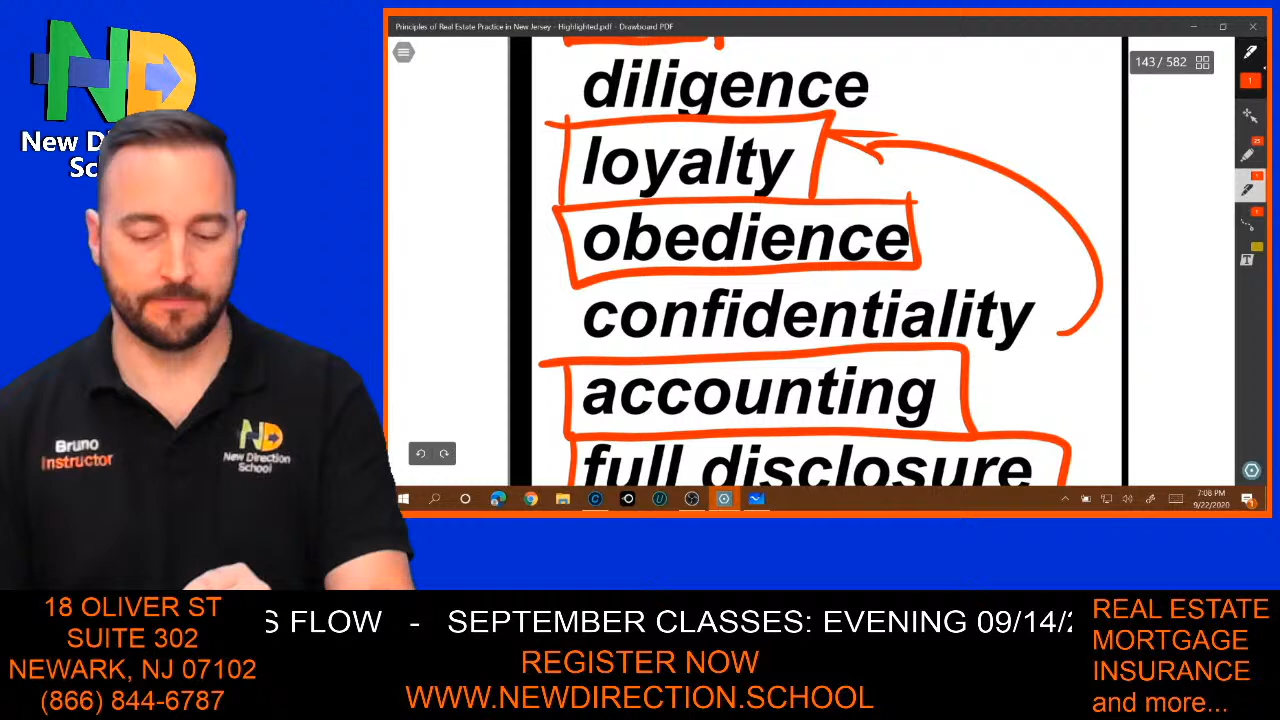 New Di
Sc
Bruno
Instructor
New Direction
School
Principles of Real Estate Practice in New Jersey - Highlighted.pdf - Drawboard PDF
143 / 582
diligence
loyalty
obedience
confidentiality
accounting
full disclosure
7:08 PM
9/22/2020
18 OLIVER ST
SUITE 302
NEWARK, NJ 07102
(866) 844-6787
S FLOW - SEPTEMBER CLASSES: EVENING 09/14/2
REGISTER NOW
WWW.NEWDIRECTION.SCHOOL
REAL ESTATE
MORTGAGE
INSURANCE
and more...